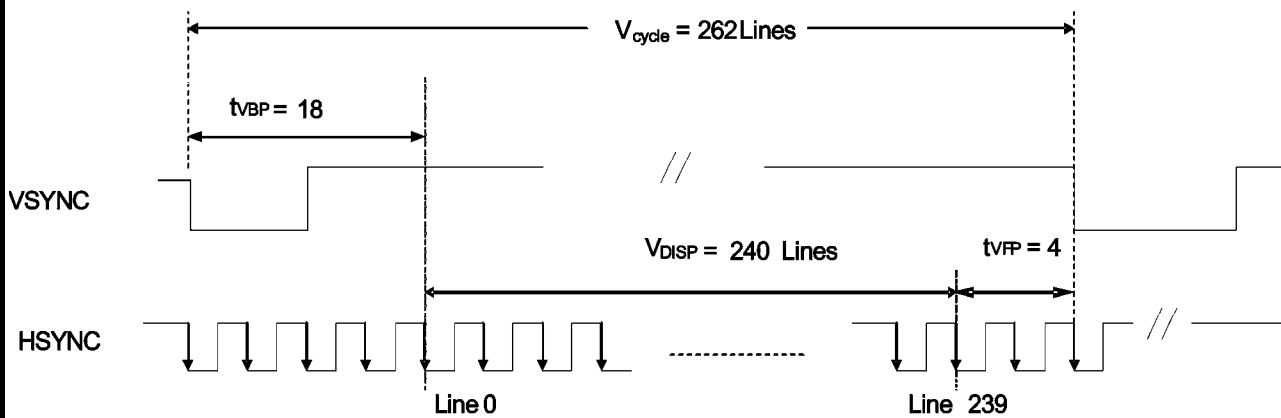 Vcycle = 262 Lines
tVBP = 18
VSYNC
VDISP = 240 Lines
tVFP = 4
HSYNC
Line 0
Line 239